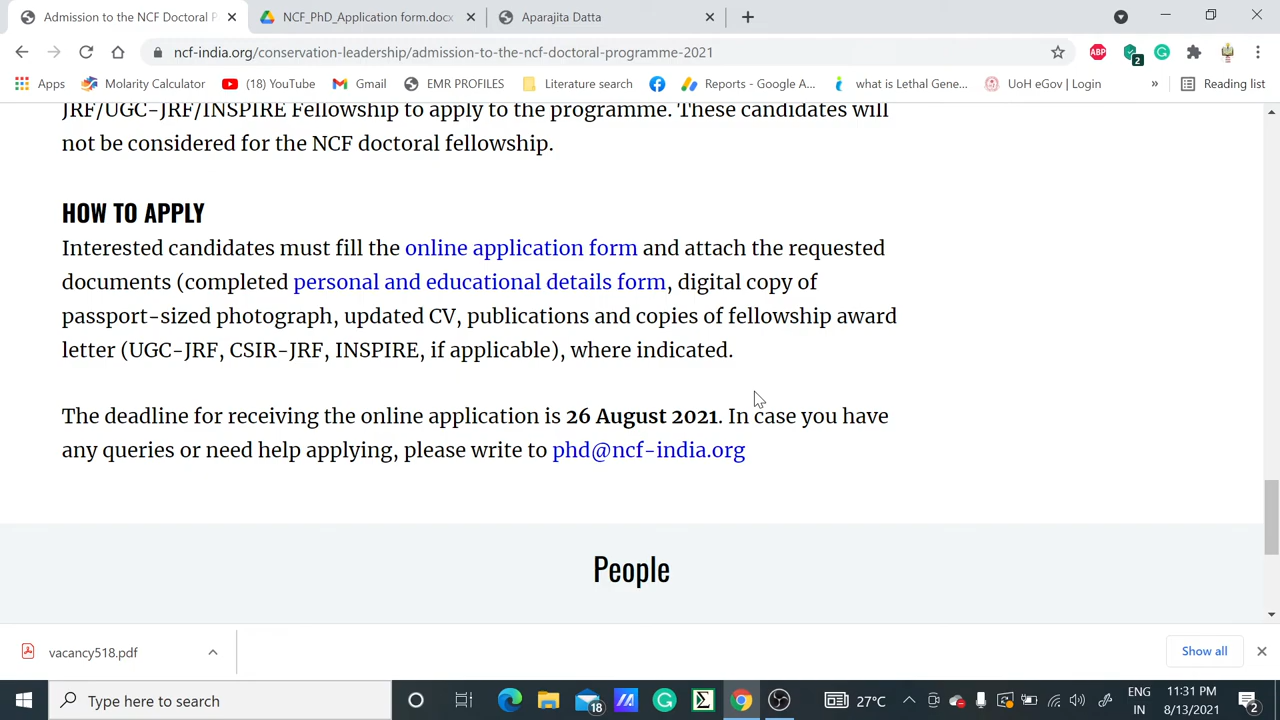 Admission to the NCF Doctoral P
NCF_PhD_Application form.docx
Aparajita Datta
ncf-india.org/conservation-leadership/admission-to-the-ncf-doctoral-programme-2021
ABP
2
Apps
Molarity Calculator
(18) YouTube
Gmail
EMR PROFILES
Literature search
Reports - Google A...
what is Lethal Gene...
UoH eGov | Login
»
Reading list
JRF/UGC-JRF/INSPIRE Fellowship to apply to the programme. These candidates will
not be considered for the NCF doctoral fellowship.
HOW TO APPLY
Interested candidates must fill the online application form and attach the requested
documents (completed personal and educational details form, digital copy of
passport-sized photograph, updated CV, publications and copies of fellowship award
letter (UGC-JRF, CSIR-JRF, INSPIRE, if applicable), where indicated.
The deadline for receiving the online application is 26 August 2021. In case you have
any queries or need help applying, please write to phd@ncf-india.org
People
vacancy518.pdf
Show all
Type here to search
18
27°C
ENG
IN
11:31 PM
8/13/2021
2